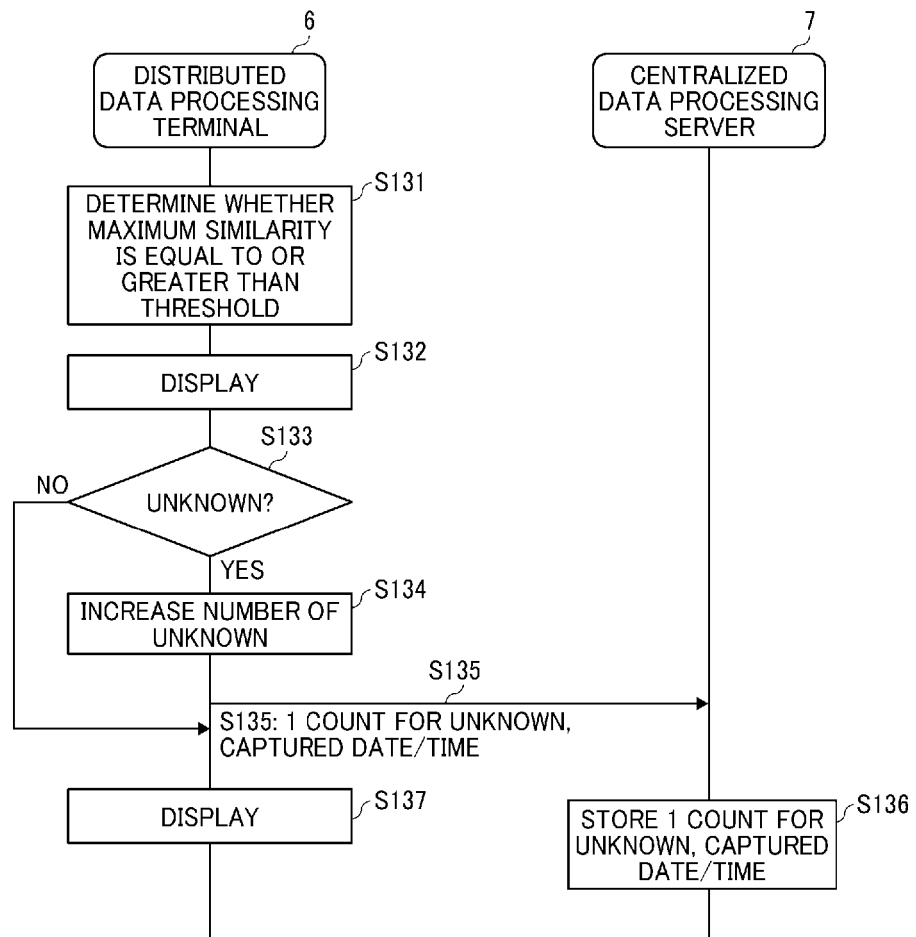 6
7
DISTRIBUTED
DATA PROCESSING
TERMINAL
CENTRALIZED
DATA PROCESSING
SERVER
S131
DETERMINE WHETHER
MAXIMUM SIMILARITY
IS EQUAL TO OR
GREATER THAN
THRESHOLD
S132
DISPLAY
S133
NO
UNKNOWN?
YES
S134
INCREASE NUMBER OF
UNKNOWN
S135
S135: 1 COUNT FOR UNKNOWN,
CAPTURED DATE/TIME
S137
DISPLAY
S136
STORE 1 COUNT FOR
UNKNOWN, CAPTURED
DATE/TIME